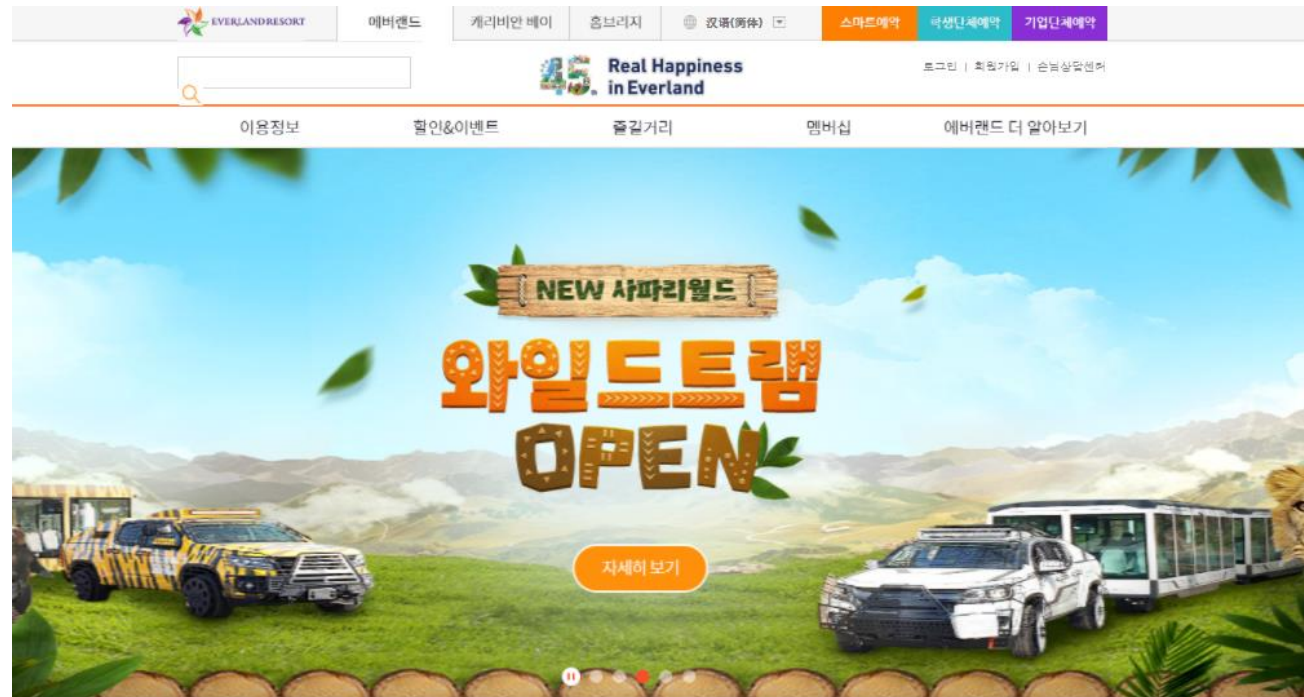 EVERLANDRESORT
에버랜드
캐리비안 베이
홈브리지
汉语(简体)
스마트예약
학생단체예약
기업단체예약
45. Real Happiness
in Everland
로그인 | 회원가입 | 손님상담센터
이용정보
할인&이벤트
즐길거리
멤버십
에버랜드 더 알아보기
NEW 사파리월드
와일드트램
OPEN
자세히 보기